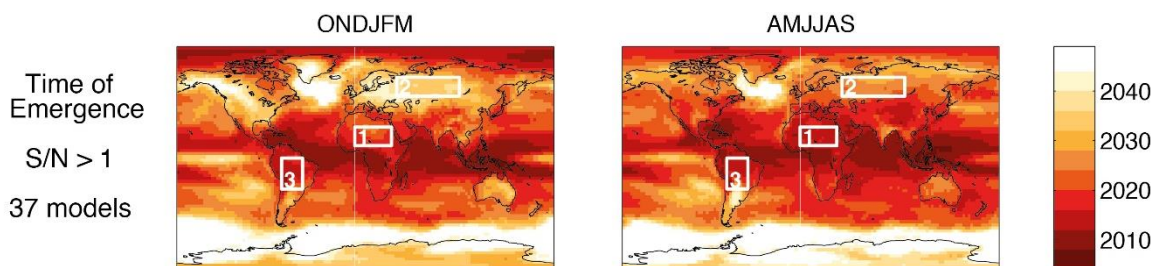 ONDJFM
AMJJAS
Time of
Emergence
S/N > 1
37 models
2
1
3
2
1
3
2040
2030
2020
2010